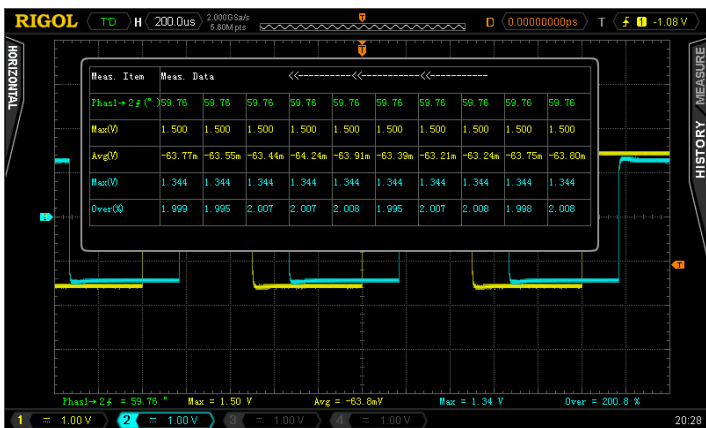 RIGOL T'D H 200.0us 2.000GSa/s 5.60M pts D 0.00000000ps T 1 -1.08 V
HORIZONTAL
MEASURE
HISTORY
Meas. Item Meas. Data <<-----------<<-----------<<-----------
Phas1→2 (°) 59.76 59.76 59.76 59.76 59.76 59.76 59.76 59.76 59.76 59.76
Max(V) 1.500 1.500 1.500 1.500 1.500 1.500 1.500 1.500 1.500 1.500
Avg(V) -63.77m -63.55m -63.44m -64.24m -63.91m -63.39m -63.21m -63.24m -63.75m -63.80m
Max(V) 1.344 1.344 1.344 1.344 1.344 1.344 1.344 1.344 1.344 1.344
Over(%) 1.999 1.995 2.007 2.007 2.008 1.995 2.007 2.008 1.998 2.008
T
Phas1→2 = 59.76 ° Max = 1.50 V Avg = -63.8mV Max = 1.34 V Over = 200.8 %
1 = 1.00 V 2 = 1.00 V 3 = 1.00 V 4 = 1.00 V 20:28